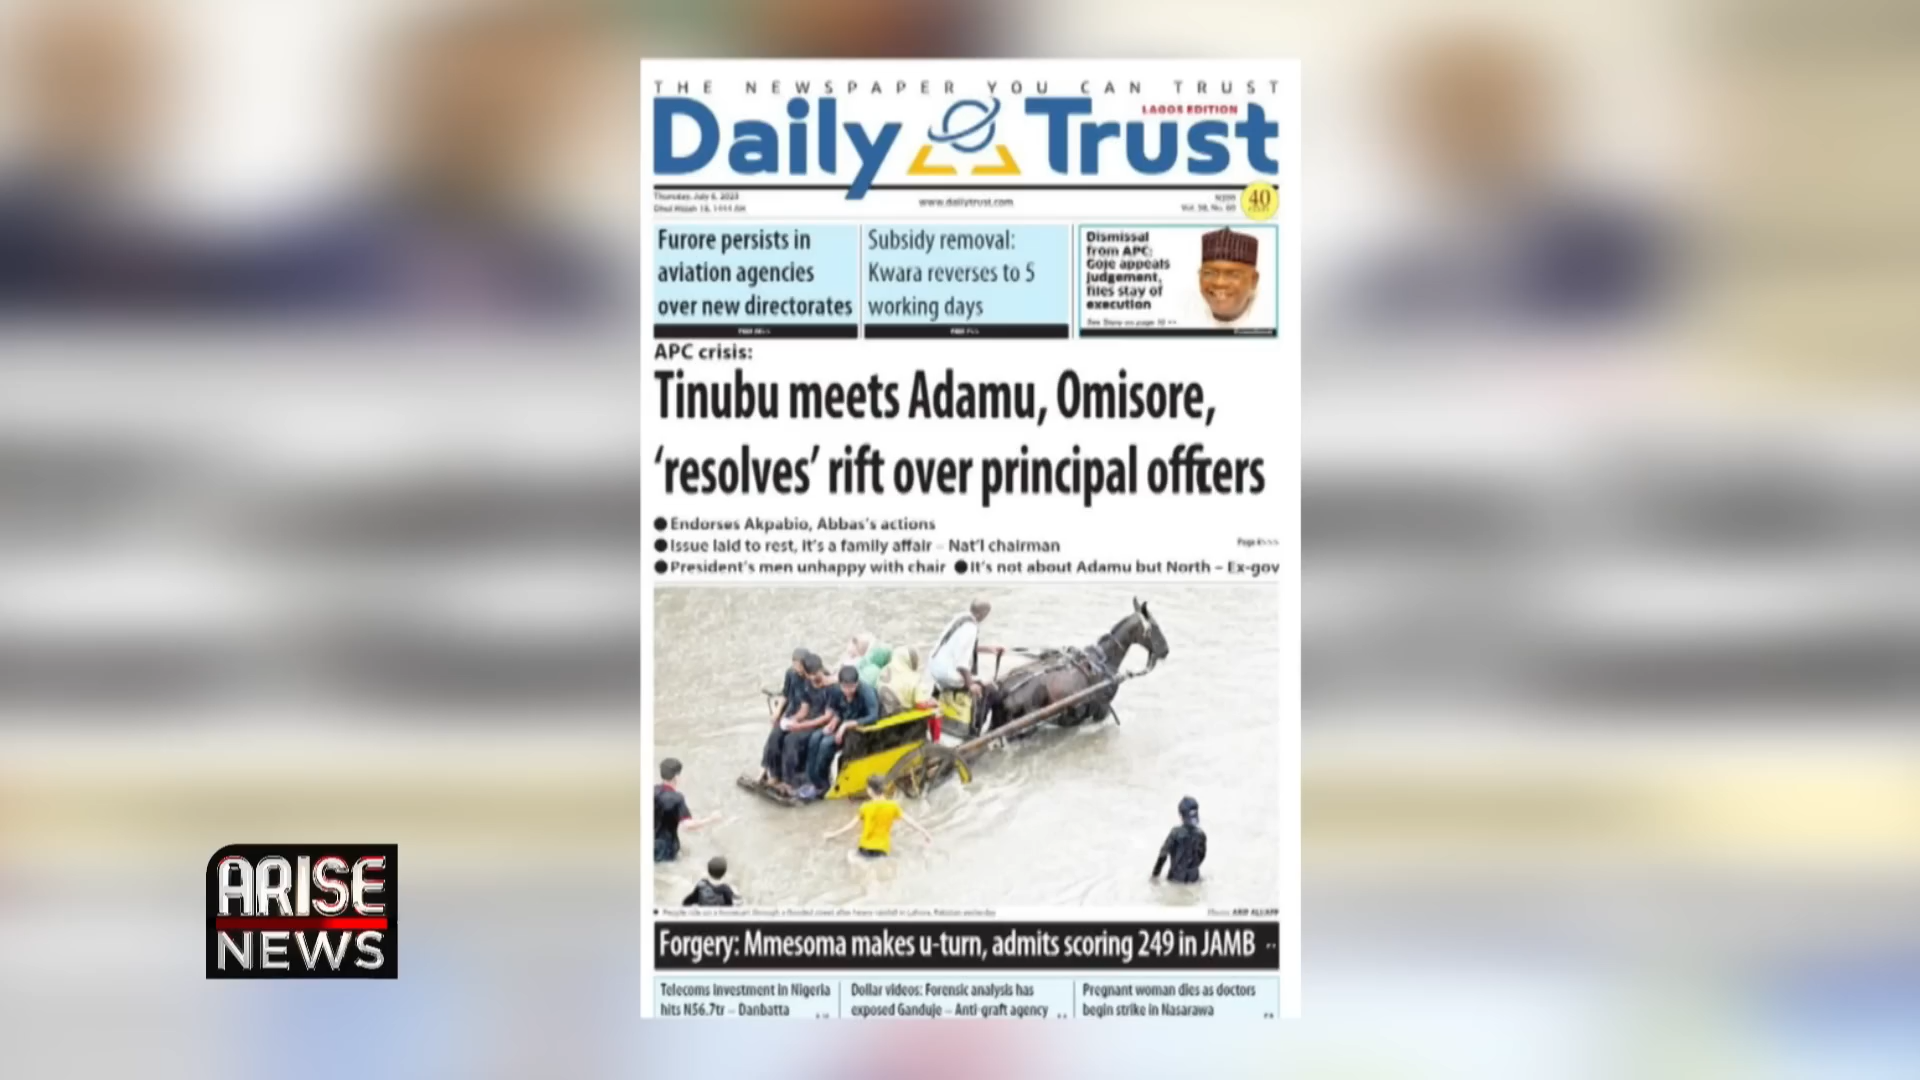 THE NEWSPAPER YOU CAN TRUST
LAGOS EDITION
Daily Trust
Thursday, July 6, 2023
www.dailytrust.com
40
Furore persists in
aviation agencies
over new directorates
Subsidy removal:
Kwara reverses to 5
working days
Dismissal
from APC:
Goje appeals
judgement,
files stay of
execution
APC crisis:
Tinubu meets Adamu, Omisore,
‘resolves’ rift over principal officers
●Endorses Akpabio, Abbas’s actions
●Issue laid to rest, it’s a family affair – Nat’l chairman
●President’s men unhappy with chair ●It’s not about Adamu but North – Ex-gov
Forgery: Mmesoma makes u-turn, admits scoring 249 in JAMB
Telecoms investment in Nigeria
hits N56.7tr – Danbatta
Dollar videos: Forensic analysis has
exposed Ganduje – Anti-graft agency
Pregnant woman dies as doctors
begin strike in Nasarawa
ARISE
NEWS